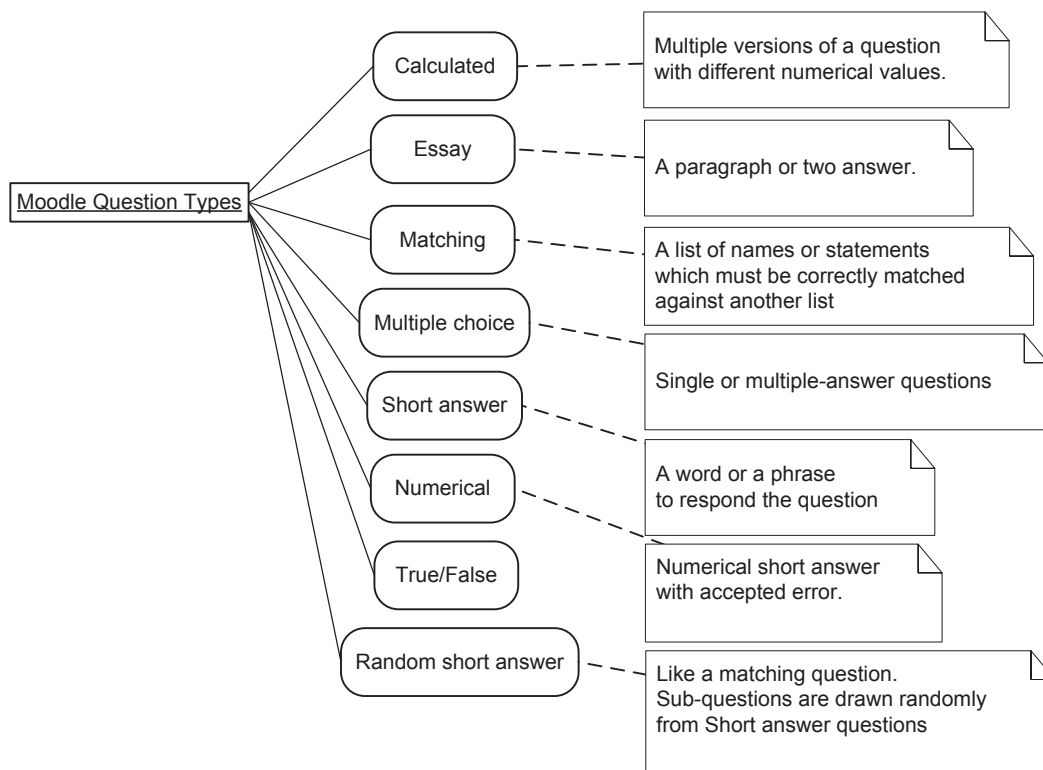 Moodle Question Types
Calculated
Multiple versions of a question
with different numerical values.
Essay
A paragraph or two answer.
Matching
A list of names or statements
which must be correctly matched
against another list
Multiple choice
Single or multiple-answer questions
Short answer
A word or a phrase
to respond the question
Numerical
Numerical short answer
with accepted error.
True/False
Random short answer
Like a matching question.
Sub-questions are drawn randomly
from Short answer questions